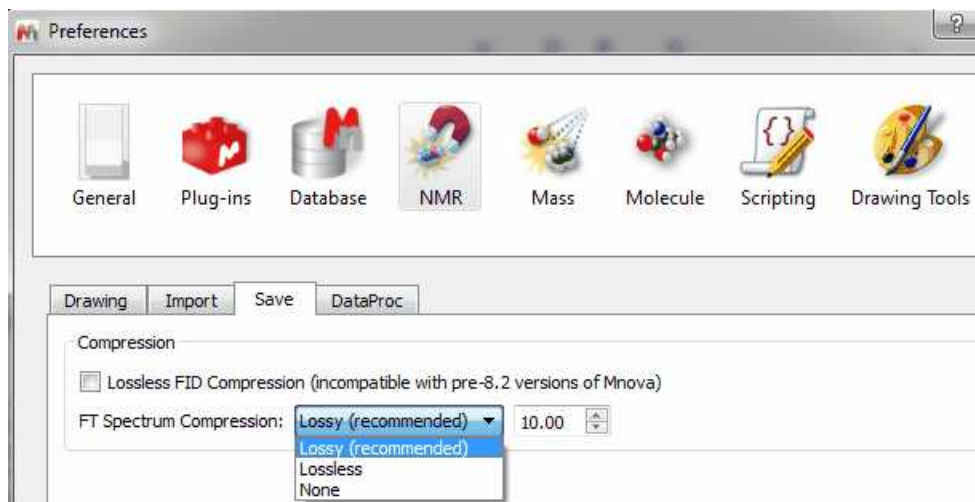 Preferences
General Plug-ins Database NMR Mass Molecule Scripting Drawing Tools
Drawing Import Save DataProc
Compression
Lossless FID Compression (incompatible with pre-8.2 versions of Mnova)
FT Spectrum Compression: Lossy (recommended) 10.00
Lossy (recommended)
Lossless
None